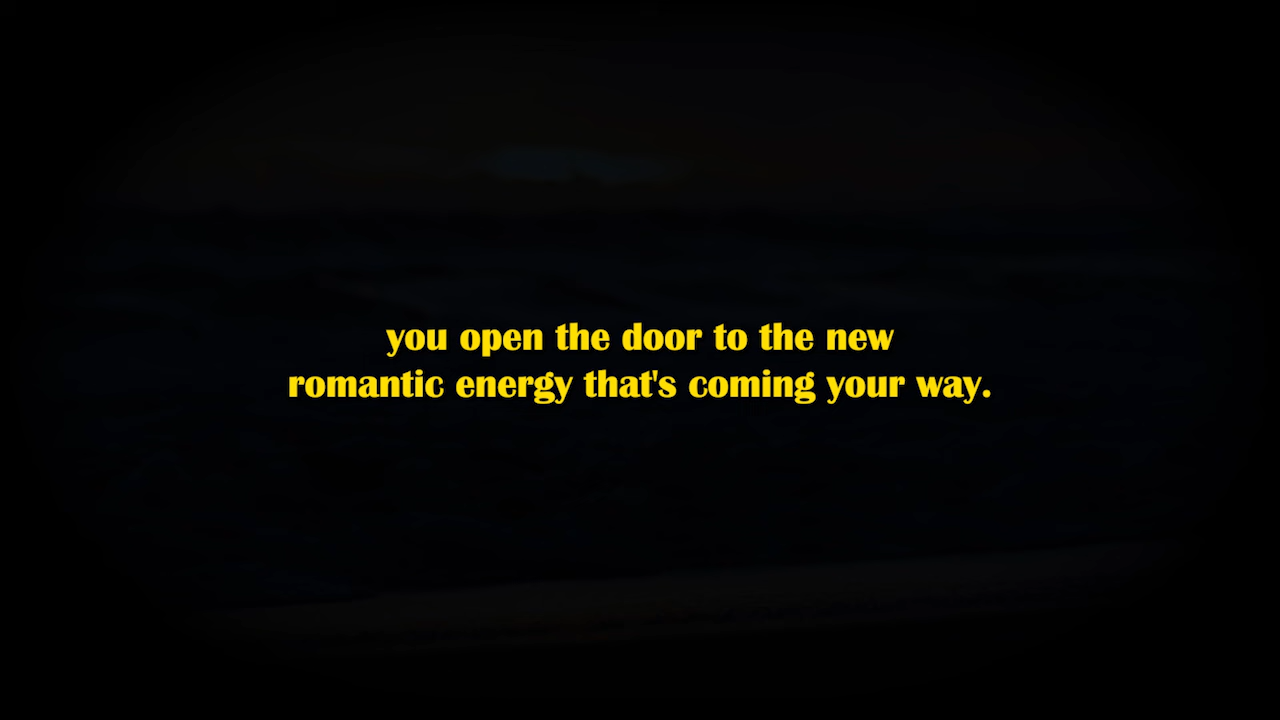 you open the door to the new
romantic energy that's coming your way.